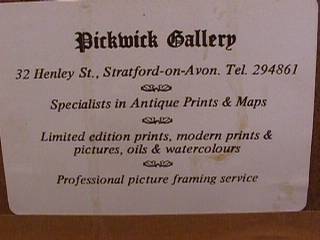 Pickwick Gallery
32 Henley St., Stratford-on-Avon. Tel. 294861
Specialists in Antique Prints & Maps
Limited edition prints, modern prints &
pictures, oils & watercolours
Professional picture framing service